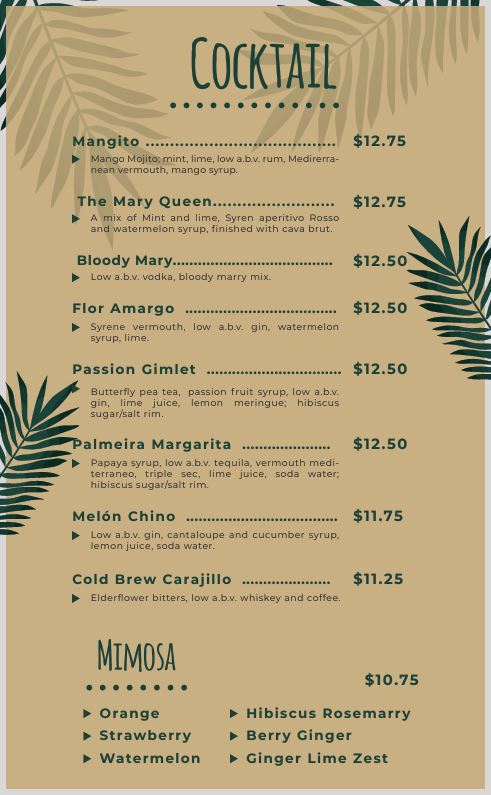 Cocktail
Mangito ..................................... $12.75
Mango Mojito; mint, lime, low a.b.v. rum, Medirerra-
nean vermouth, mango syrup.
The Mary Queen........................ $12.75
A mix of Mint and lime, Syren aperitivo Rosso
and watermelon syrup, finished with cava brut.
Bloody Mary................................. $12.50
Low a.b.v. vodka, bloody marry mix.
Flor Amargo ............................... $12.50
Syrene vermouth, low a.b.v. gin, watermelon
syrup, lime.
Passion Gimlet ............................ $12.50
Butterfly pea tea, passion fruit syrup, low a.b.v.
gin, lime juice, lemon meringue; hibiscus
sugar/salt rim.
Palmeira Margarita .................. $12.50
Papaya syrup, low a.b.v. tequila, vermouth medi-
terraneo, triple sec, lime juice, soda water;
hibiscus sugar/salt rim.
Melón Chino ............................... $11.75
Low a.b.v. gin, cantaloupe and cucumber syrup,
lemon juice, soda water.
Cold Brew Carajillo .................. $11.25
Elderflower bitters, low a.b.v. whiskey and coffee.
Mimosa
$10.75
Orange Hibiscus Rosemarry
Strawberry Berry Ginger
Watermelon Ginger Lime Zest